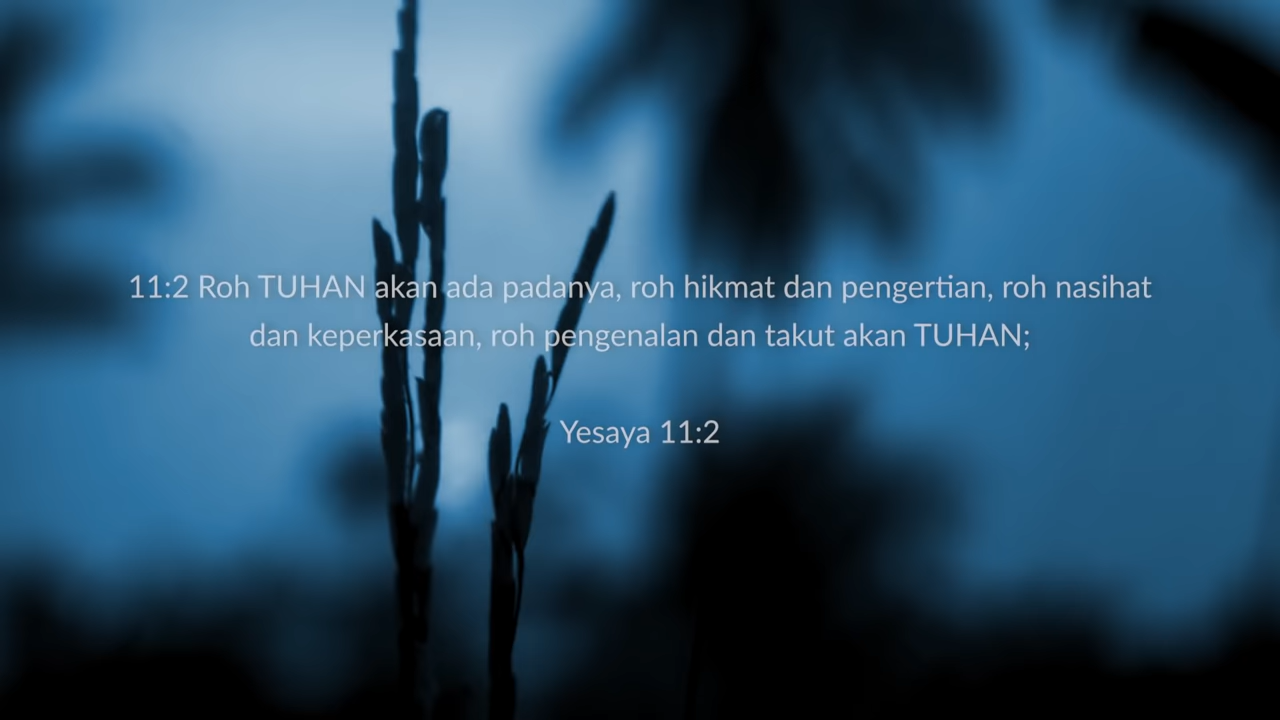 11:2 Roh TUHAN akan ada padanya, roh hikmat dan pengertian, roh nasihat
dan keperkasaan, roh pengenalan dan takut akan TUHAN;
Yesaya 11:2